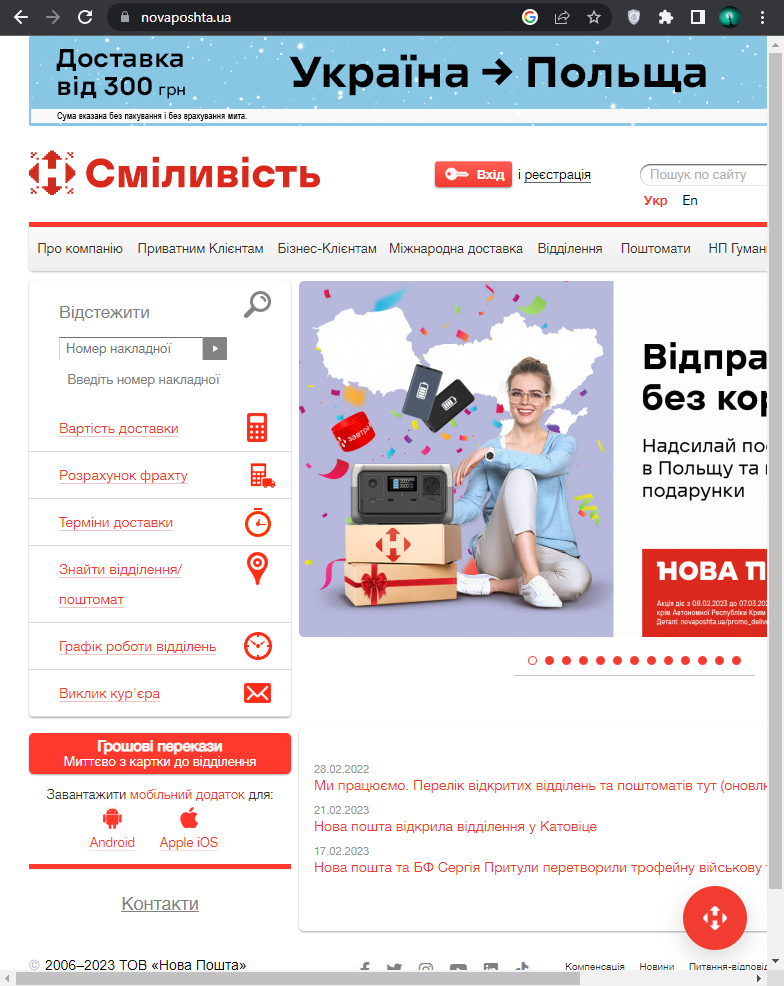 novaposhta.ua
Доставка
від 300 грн
Україна → Польща
Сума вказана без пакування і без врахування мита.
Сміливість
Вхід
і реєстрація
Пошук по сайту
Укр En
Про компанію Приватним Клієнтам Бізнес-Клієнтам Міжнародна доставка Відділення Поштомати НП Гуман
Відстежити
Номер накладної
Введіть номер накладної
Вартість доставки
Розрахунок фрахту
Терміни доставки
Знайти відділення/
поштомат
Графік роботи відділень
Виклик кур'єра
завтра
Відпра
без кор
Надсилай по
в Польщу та
подарунки
НОВА П
Акція діє з 08.02.2023 до 07.03.202
крім Автономної Республіки Крим
Деталі: novaposhta.ua/promo_delive
Грошові перекази
Миттєво з картки до відділення
Завантажити мобільний додаток для:
Android Apple iOS
Контакти
28.02.2022
Ми працюємо. Перелік відкритих відділень та поштоматів тут (оновлю
21.02.2023
Нова пошта відкрила відділення у Катовіце
17.02.2023
Нова пошта та БФ Сергія Притули перетворили трофейну військову т
© 2006–2023 ТОВ «Нова Пошта»
Компенсація Новини Питання-відповід